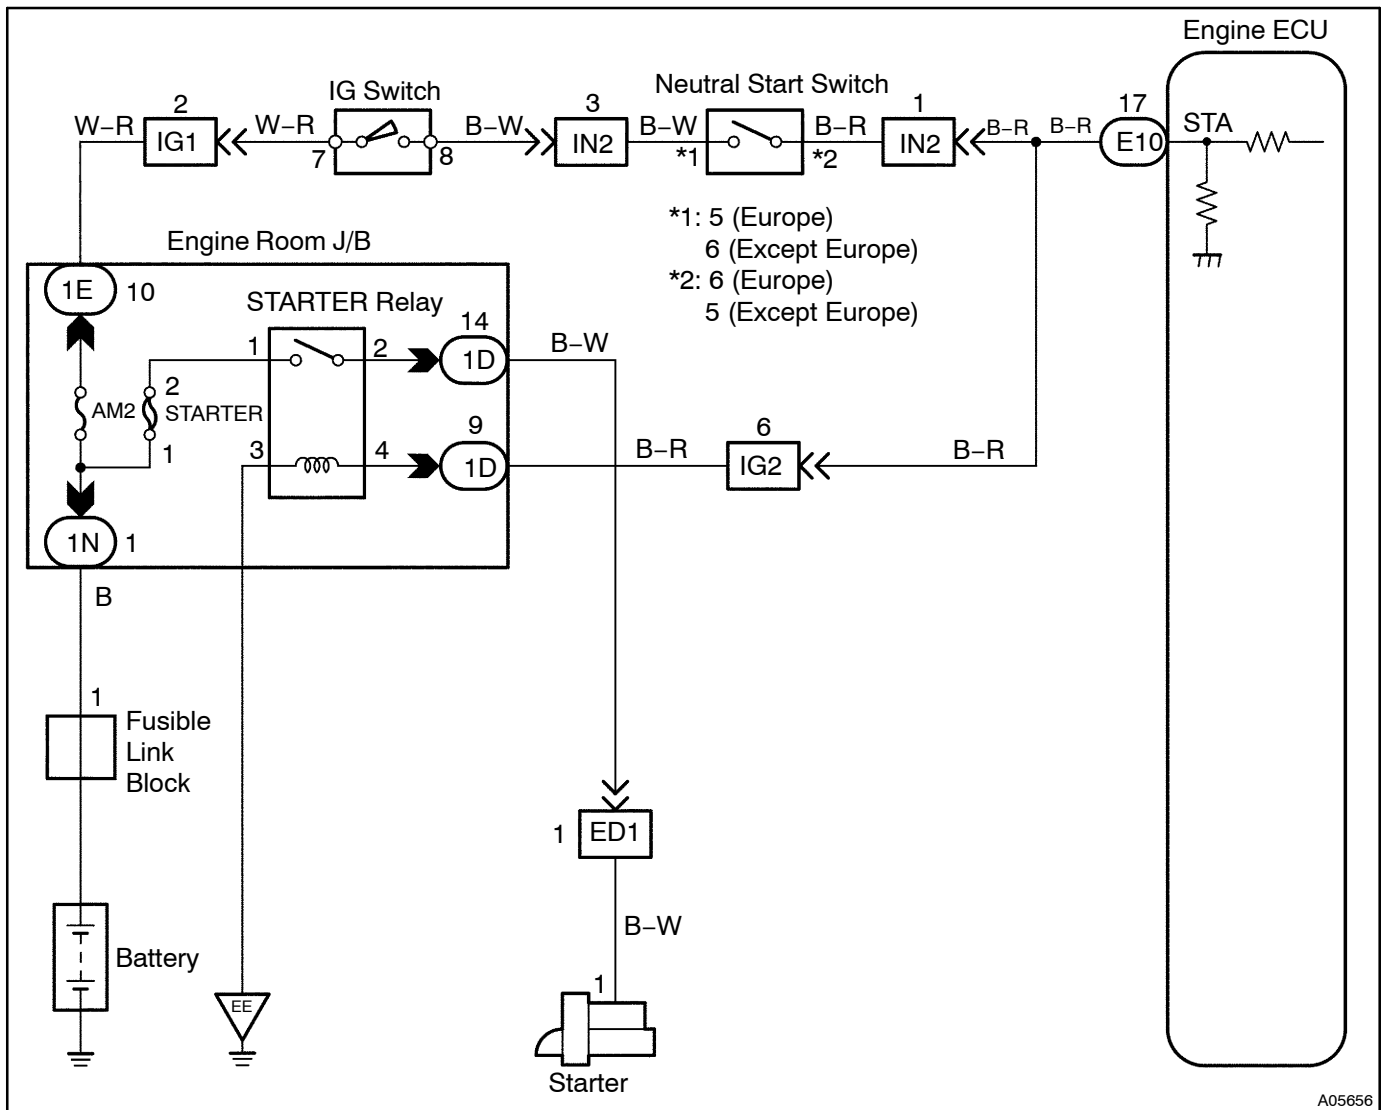 Engine ECU
IG Switch
Neutral Start Switch
2
3
1
17
W–R
IG1
W–R
7
8
B–W
IN2
B–W
*1
B–R
*2
IN2
B–R
B–R
E10
STA
*1: 5 (Europe)
6 (Except Europe)
*2: 6 (Europe)
5 (Except Europe)
Engine Room J/B
1E
10
STARTER Relay
1
2
14
1D
B–W
AM2
2
STARTER
1
3
4
9
1D
B–R
6
IG2
B–R
1N
1
B
1
Fusible
Link
Block
1
ED1
B–W
Battery
EE
1
Starter
A05656